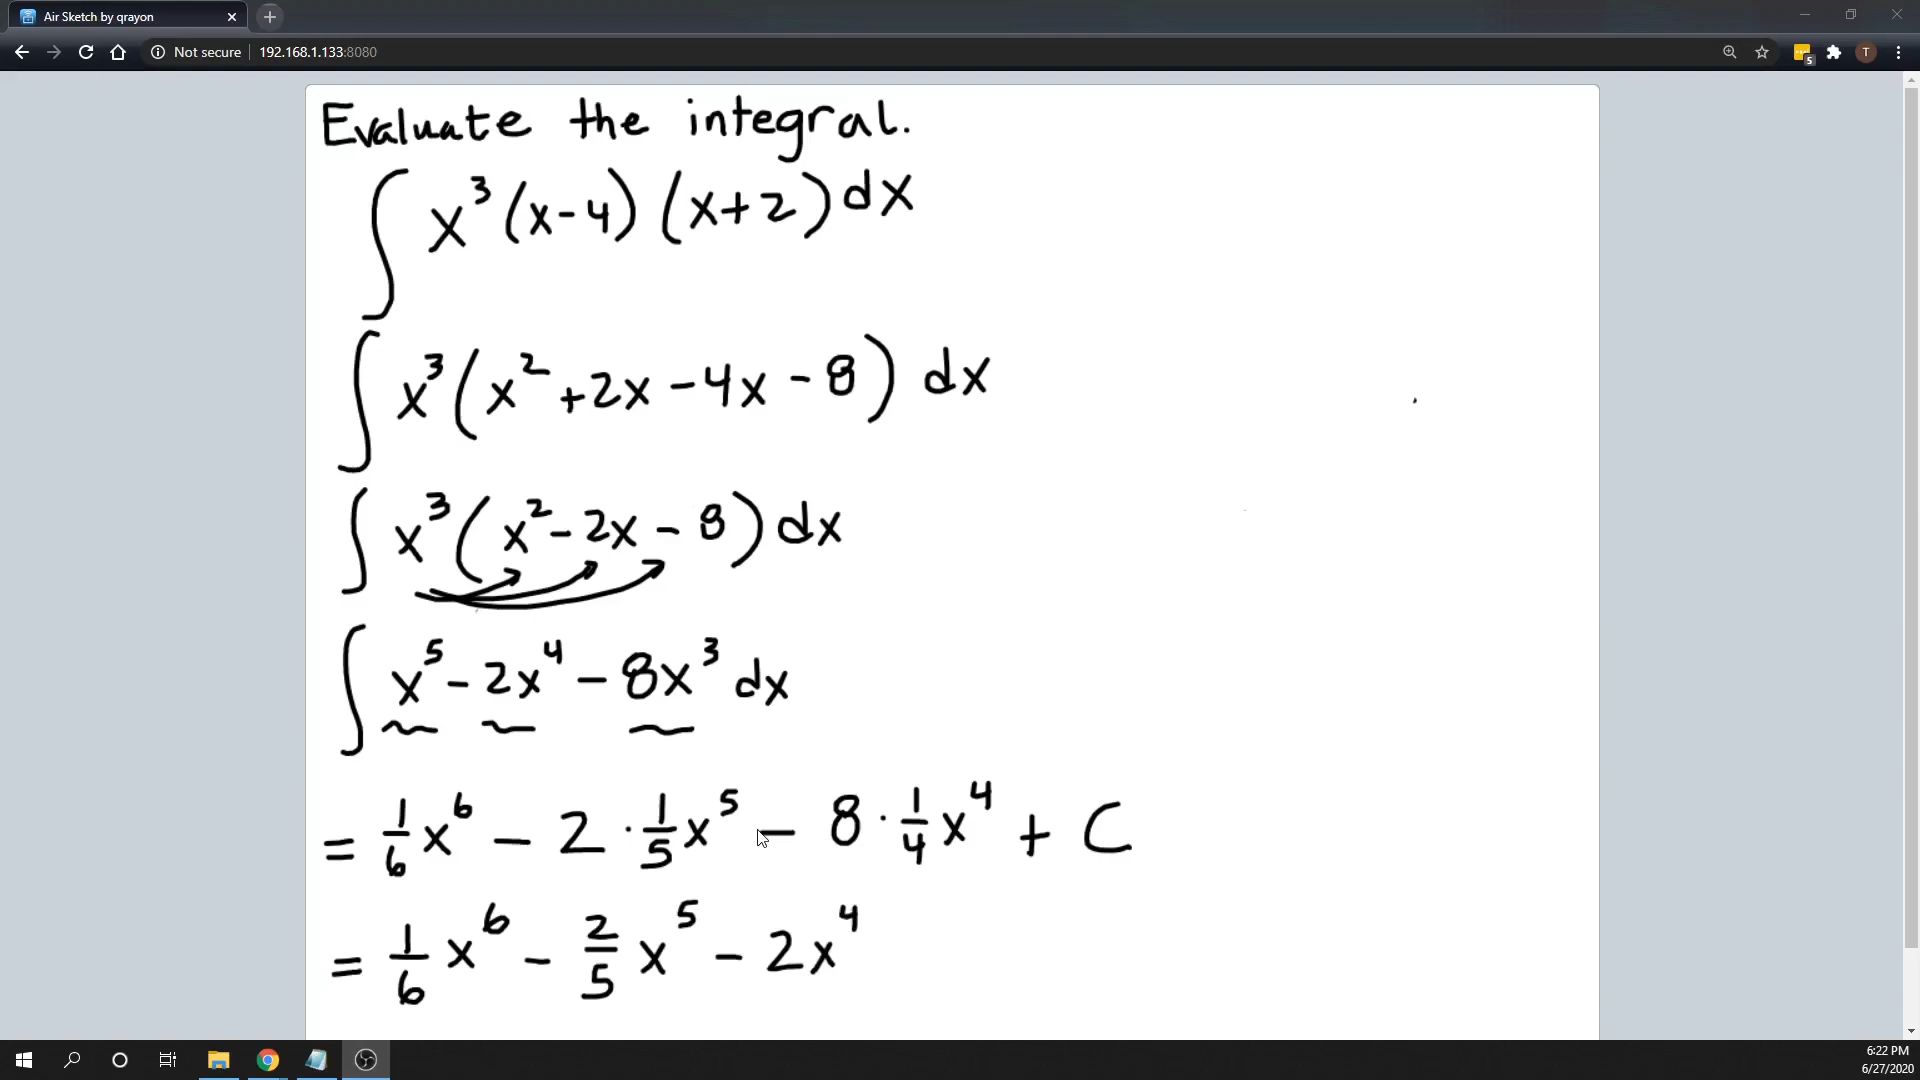 Air Sketch by qrayon
Not secure 192.168.1.133:8080
5
T
Evaluate the integral.
∫ x³(x-4)(x+2)dx
∫ x³(x²+2x-4x-8) dx
∫ x³(x²-2x-8)dx
∫ x⁵-2x⁴-8x³dx
= 1/6 x⁶ - 2·1/5 x⁵ - 8·1/4 x⁴ + C
= 1/6 x⁶ - 2/5 x⁵ - 2x⁴
6:22 PM
6/27/2020